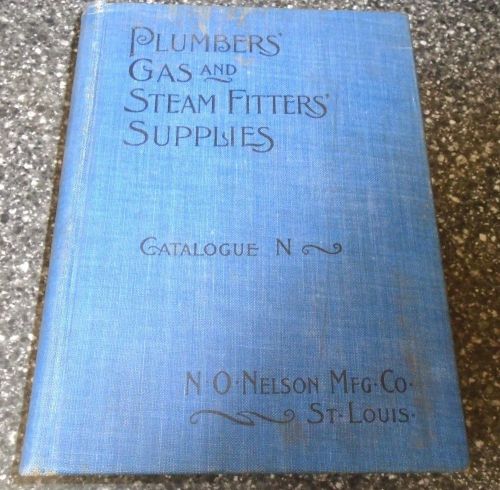 PLUMBERS'
GAS AND
STEAM FITTERS'
SUPPLIES
CATALOGUE N
N·O·NELSON MFG·CO·
ST·LOUIS·